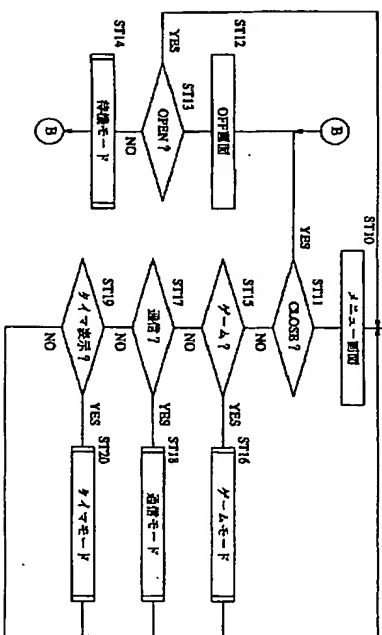 ST10
メニュー画面
ST11
CLOSE?
YES
NO
B
ST12
OFF画面
ST13
OPEN?
YES
NO
ST14
待機モード
B
ST15
ゲーム?
YES
NO
ST16
ゲームモード
ST17
通信?
YES
NO
ST18
通信モード
ST19
タイマ表示?
YES
NO
ST20
タイマモード